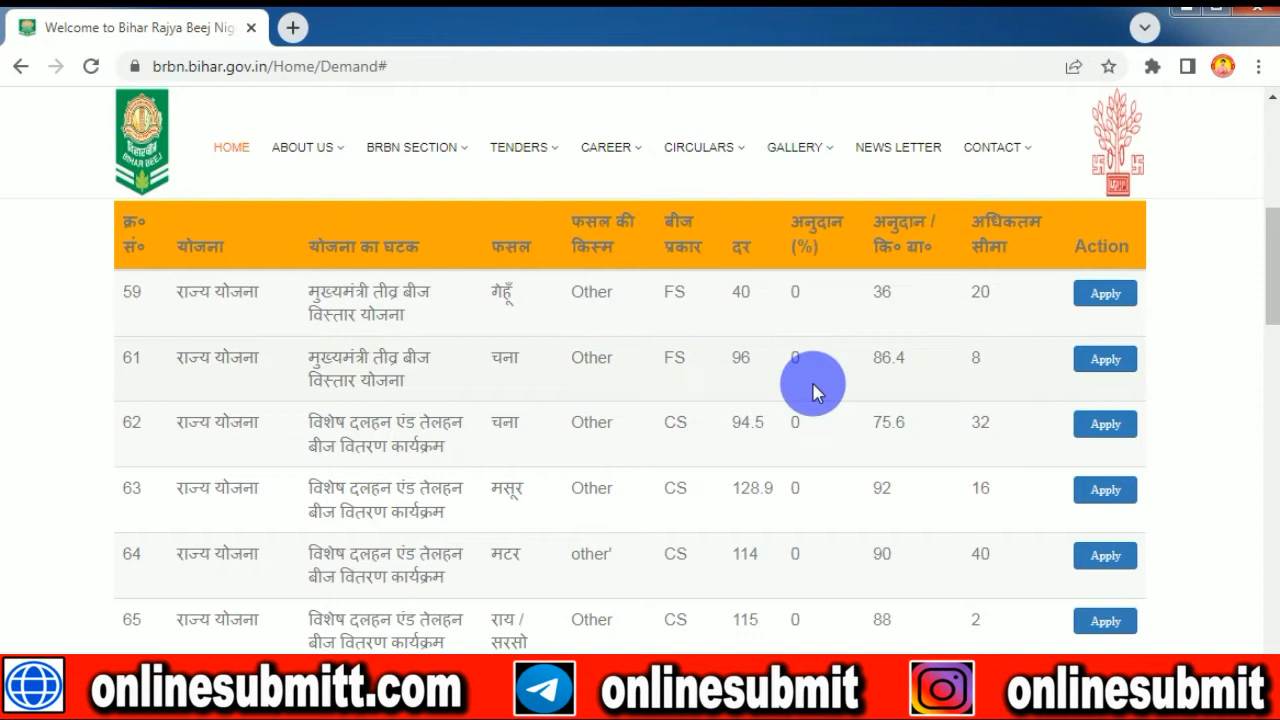 Welcome to Bihar Rajya Beej Nig
brbn.bihar.gov.in/Home/Demand#
BIHAR BEEJ
HOME ABOUT US BRBN SECTION TENDERS CAREER CIRCULARS GALLERY NEWS LETTER CONTACT
क्र० सं० योजना योजना का घटक फसल फसल की किस्म बीज प्रकार दर अनुदान (%) अनुदान / कि० ग्रा० अधिकतम सीमा Action
59 राज्य योजना मुख्यमंत्री तीव्र बीज विस्तार योजना गेहूँ Other FS 40 0 36 20 Apply
61 राज्य योजना मुख्यमंत्री तीव्र बीज विस्तार योजना चना Other FS 96 0 86.4 8 Apply
62 राज्य योजना विशेष दलहन एंड तेलहन बीज वितरण कार्यक्रम चना Other CS 94.5 0 75.6 32 Apply
63 राज्य योजना विशेष दलहन एंड तेलहन बीज वितरण कार्यक्रम मसूर Other CS 128.9 0 92 16 Apply
64 राज्य योजना विशेष दलहन एंड तेलहन बीज वितरण कार्यक्रम मटर other' CS 114 0 90 40 Apply
65 राज्य योजना विशेष दलहन एंड तेलहन बीज वितरण कार्यक्रम राय / सरसो Other CS 115 0 88 2 Apply
onlinesubmitt.com onlinesubmit onlinesubmit